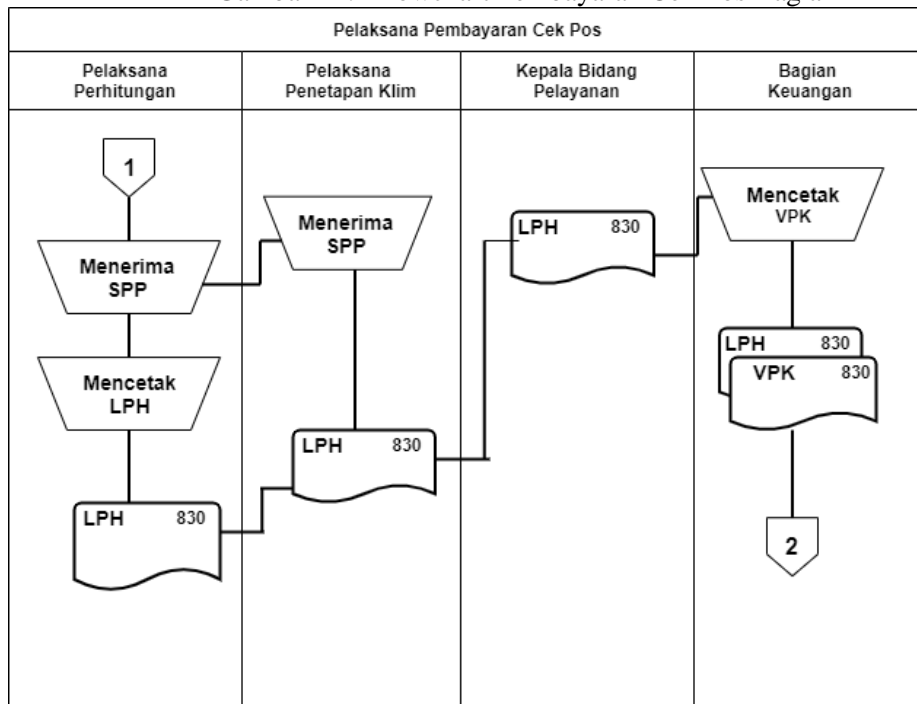 Pelaksana Pembayaran Cek Pos
Pelaksana
Perhitungan
Pelaksana
Penetapan Klim
Kepala Bidang
Pelayanan
Bagian
Keuangan
1
Menerima
SPP
Mencetak
LPH
LPH 830
Menerima
SPP
LPH 830
LPH 830
Mencetak
VPK
LPH 830
VPK 830
2